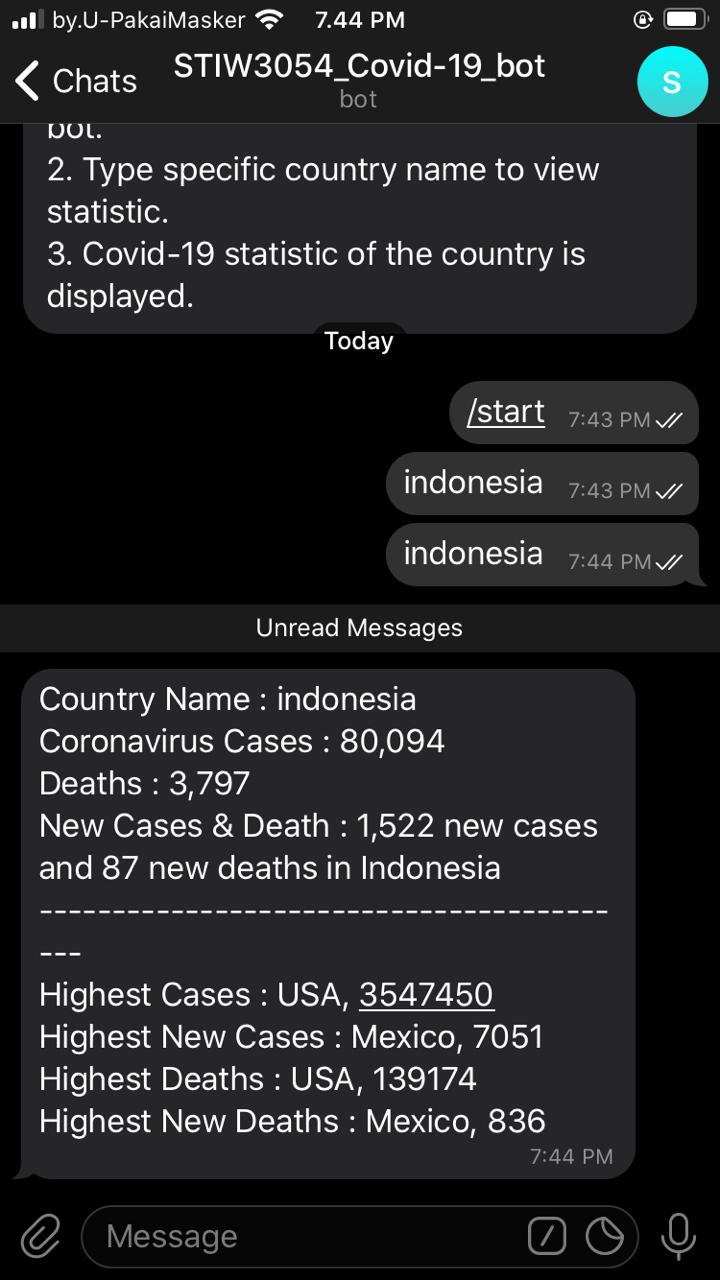 by.U-PakaiMasker 7.44 PM
Chats
STIW3054_Covid-19_bot
bot
S
bot.
2. Type specific country name to view
statistic.
3. Covid-19 statistic of the country is
displayed.
Today
/start 7:43 PM
indonesia 7:43 PM
indonesia 7:44 PM
Unread Messages
Country Name : indonesia
Coronavirus Cases : 80,094
Deaths : 3,797
New Cases & Death : 1,522 new cases
and 87 new deaths in Indonesia
---------------------------------------
---
Highest Cases : USA, 3547450
Highest New Cases : Mexico, 7051
Highest Deaths : USA, 139174
Highest New Deaths : Mexico, 836
7:44 PM
Message